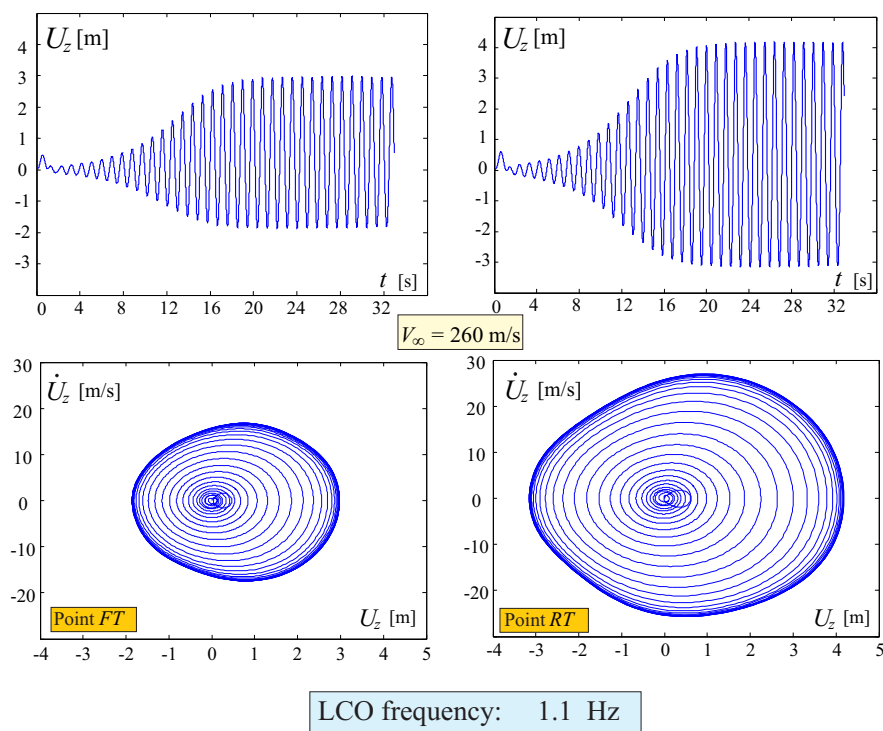 U_z [m]
4
3
2
1
0
-1
-2
-3
0 4 8 12 16 20 24 28 32
t [s]
U_z [m]
4
3
2
1
0
-1
-2
-3
0 4 8 12 16 20 24 28 32
t [s]
V∞ = 260 m/s
30
20
10
0
-10
-20
U̇_z [m/s]
Point FT
U_z [m]
-4 -3 -2 -1 0 1 2 3 4 5
30
20
10
0
-10
-20
U̇_z [m/s]
Point RT
U_z [m]
-4 -3 -2 -1 0 1 2 3 4 5
LCO frequency: 1.1 Hz